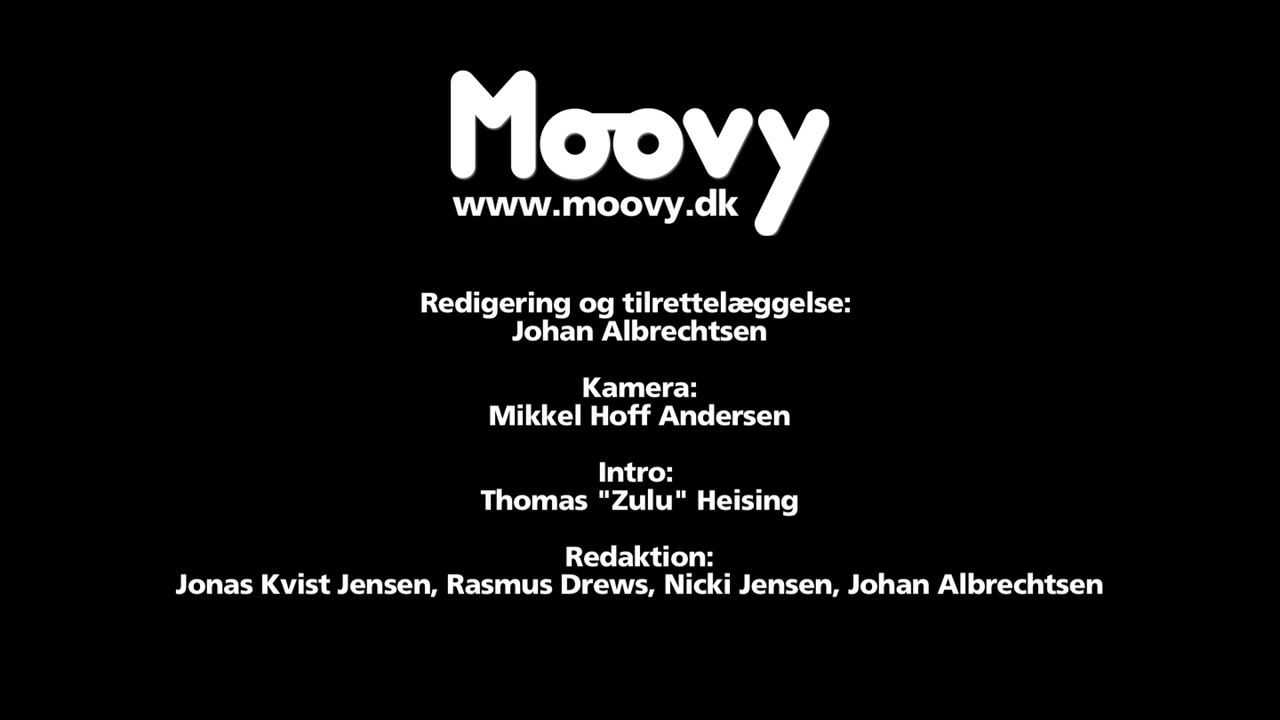 Moovy
www.moovy.dk
Redigering og tilrettelæggelse:
Johan Albrechtsen
Kamera:
Mikkel Hoff Andersen
Intro:
Thomas "Zulu" Heising
Redaktion:
Jonas Kvist Jensen, Rasmus Drews, Nicki Jensen, Johan Albrechtsen